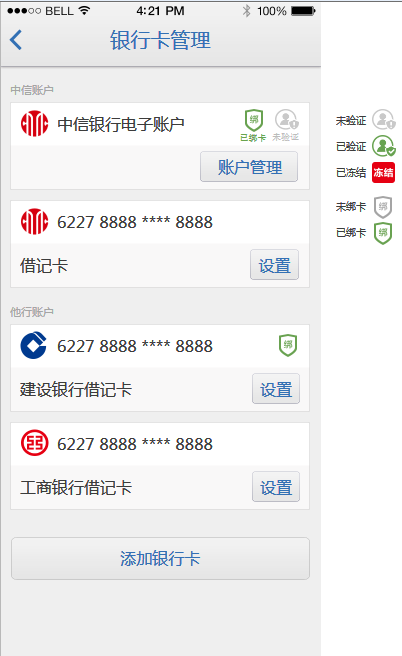 BELL 4:21 PM 100%
银行卡管理
中信账户
中信银行电子账户
绑
已绑卡 未验证
账户管理
6227 8888 **** 8888
借记卡 设置
他行账户
6227 8888 **** 8888 绑
建设银行借记卡 设置
6227 8888 **** 8888
工商银行借记卡 设置
添加银行卡
未验证
已验证
已冻结 冻结
未绑卡 绑
已绑卡 绑